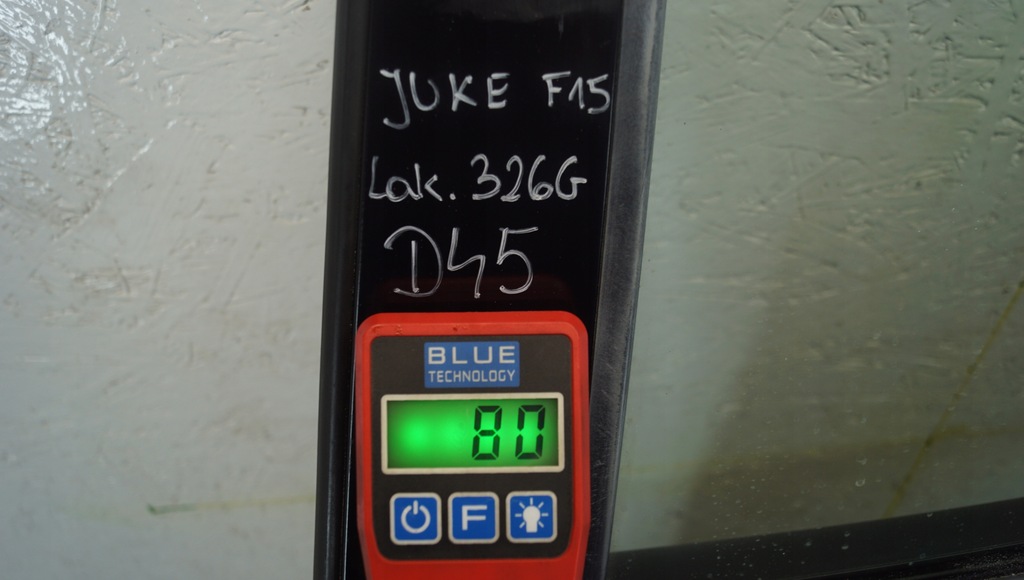 JUKE F15
Lak. 326G
D45
BLUE
TECHNOLOGY
80
F